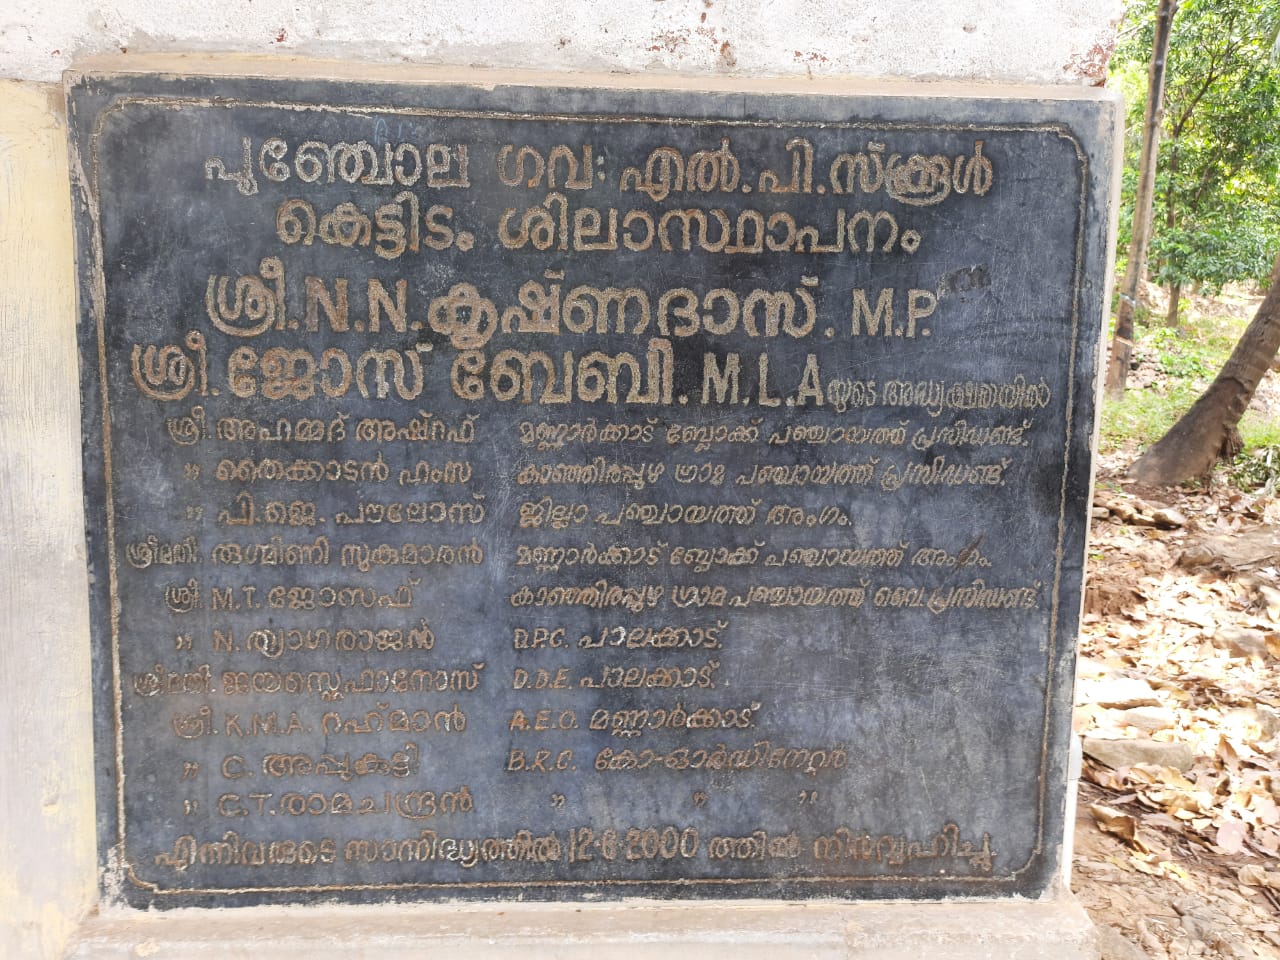 പൂഞ്ചോല ഗവ: എൽ.പി.സ്ക്കൂൾ
കെട്ടിടം ശിലാസ്ഥാപനം
ശ്രീ.N.N.കൃഷ്ണദാസ്. M.P.
ശ്രീ.ജോസ് ബേബി.M.L.A യുടെ അദ്ധ്യക്ഷതയിൽ
ശ്രീ. അഹമ്മദ് അഷ്റഫ് മണ്ണാർക്കാട് ബ്ലോക്ക് പഞ്ചായത്ത് പ്രസിഡണ്ട്.
" തൈക്കാടൻ ഹംസ കാഞ്ഞിരപ്പുഴ ഗ്രാമ പഞ്ചായത്ത് പ്രസിഡണ്ട്.
" പി.ജെ. പൗലോസ് ജില്ലാ പഞ്ചായത്ത് അംഗം.
ശ്രീമതി. രുഗ്മിണി സുകുമാരൻ മണ്ണാർക്കാട് ബ്ലോക്ക് പഞ്ചായത്ത് അംഗം.
ശ്രീ. M.T. ജോസഫ് കാഞ്ഞിരപ്പുഴ ഗ്രാമപഞ്ചായത്ത് വൈ.പ്രസിഡണ്ട്.
" N. ത്യാഗരാജൻ D.P.C. പാലക്കാട്.
ശ്രീമതി. ജയസ്റ്റെഫാനോസ് D.D.E. പാലക്കാട്.
ശ്രീ. K.M.A. റഹ്മാൻ A.E.O. മണ്ണാർക്കാട്.
" C. അപ്പുകുട്ടി B.R.C. കോ-ഓർഡിനേറ്റർ
" C.T. രാമചന്ദ്രൻ " " "
എന്നിവരുടെ സാന്നിദ്ധ്യത്തിൽ 12-6-2000 ത്തിൽ നിർവ്വഹിച്ചു.